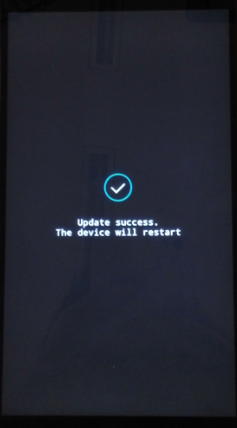 Update success.
The device will restart